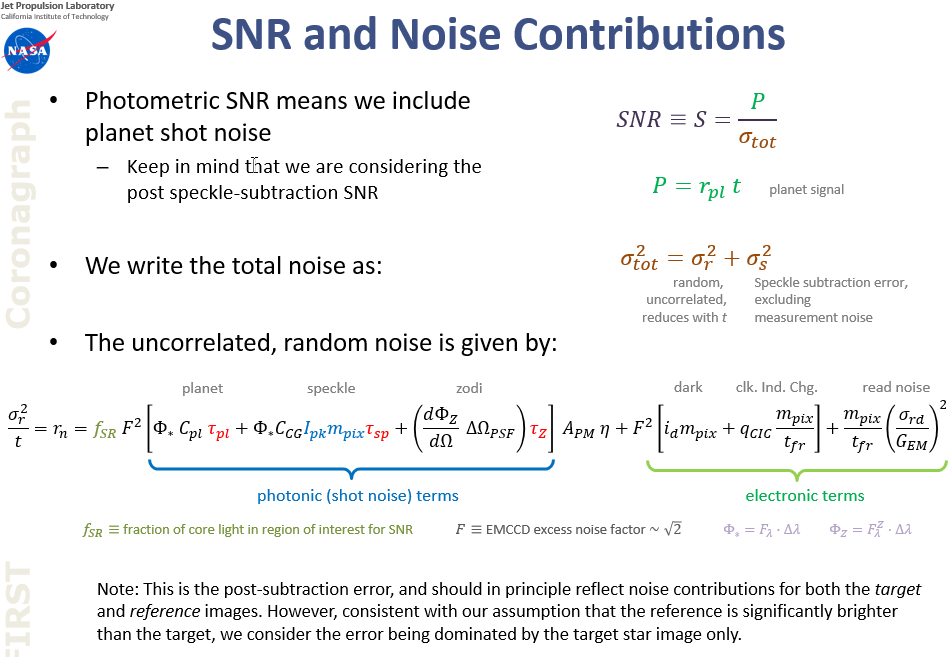 Jet Propulsion Laboratory
California Institute of Technology
NASA
SNR and Noise Contributions
Coronagraph
FIRST
• Photometric SNR means we include
planet shot noise
– Keep in mind that we are considering the
post speckle-subtraction SNR
SNR ≡ S = P / σ_tot
P = r_pl t planet signal
• We write the total noise as:
σ²_tot = σ²_r + σ²_s
random,
uncorrelated,
reduces with t
Speckle subtraction error,
excluding
measurement noise
• The uncorrelated, random noise is given by:
planet speckle zodi dark clk. Ind. Chg. read noise
σ²_r / t = r_n = f_SR F² [Φ_* C_pl τ_pl + Φ_* C_CG I_pk m_pix τ_sp + (dΦ_Z/dΩ ΔΩ_PSF) τ_Z] A_PM η + F² [i_d m_pix + q_CIC m_pix/t_fr] + m_pix/t_fr (σ_rd/G_EM)²
photonic (shot noise) terms electronic terms
f_SR ≡ fraction of core light in region of interest for SNR F ≡ EMCCD excess noise factor ~ √2 Φ_* = F_λ · Δλ Φ_Z = F_λ^Z · Δλ
Note: This is the post-subtraction error, and should in principle reflect noise contributions for both the target
and reference images. However, consistent with our assumption that the reference is significantly brighter
than the target, we consider the error being dominated by the target star image only.